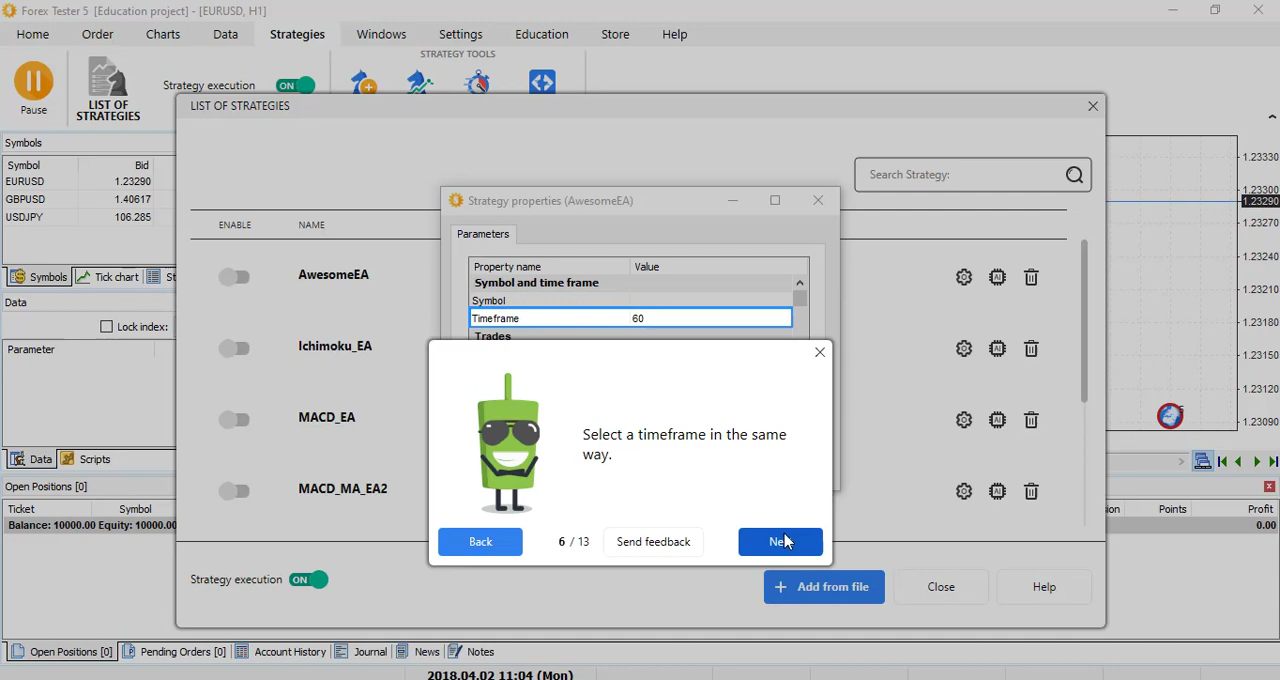 Forex Tester 5 [Education project] - [EURUSD, H1]
Home Order Charts Data Strategies Windows Settings Education Store Help
STRATEGY TOOLS
Pause
LIST OF STRATEGIES
Strategy execution ON
LIST OF STRATEGIES
Symbols
Symbol Bid
EURUSD 1.23290
GBPUSD 1.40617
USDJPY 106.285
Symbols Tick chart
Data
Lock index:
Parameter
Data Scripts
Search Strategy:
ENABLE NAME
AwesomeEA
Ichimoku_EA
MACD_EA
MACD_MA_EA2
AI
AI
AI
AI
Strategy properties (AwesomeEA)
Parameters
Property name Value
Symbol and time frame
Symbol
Timeframe 60
Trades
Select a timeframe in the same
way.
Back 6 / 13 Send feedback
Strategy execution ON
Add from file Close Help
1.23330
1.23300
1.23290
1.23270
1.23240
1.23210
1.23180
1.23150
1.23120
1.23090
Open Positions [0]
Ticket Symbol Points Profit
Balance: 10000.00 Equity: 10000.00 0.00
Open Positions [0] Pending Orders [0] Account History Journal News Notes
2018.04.02 11:04 (Mon)